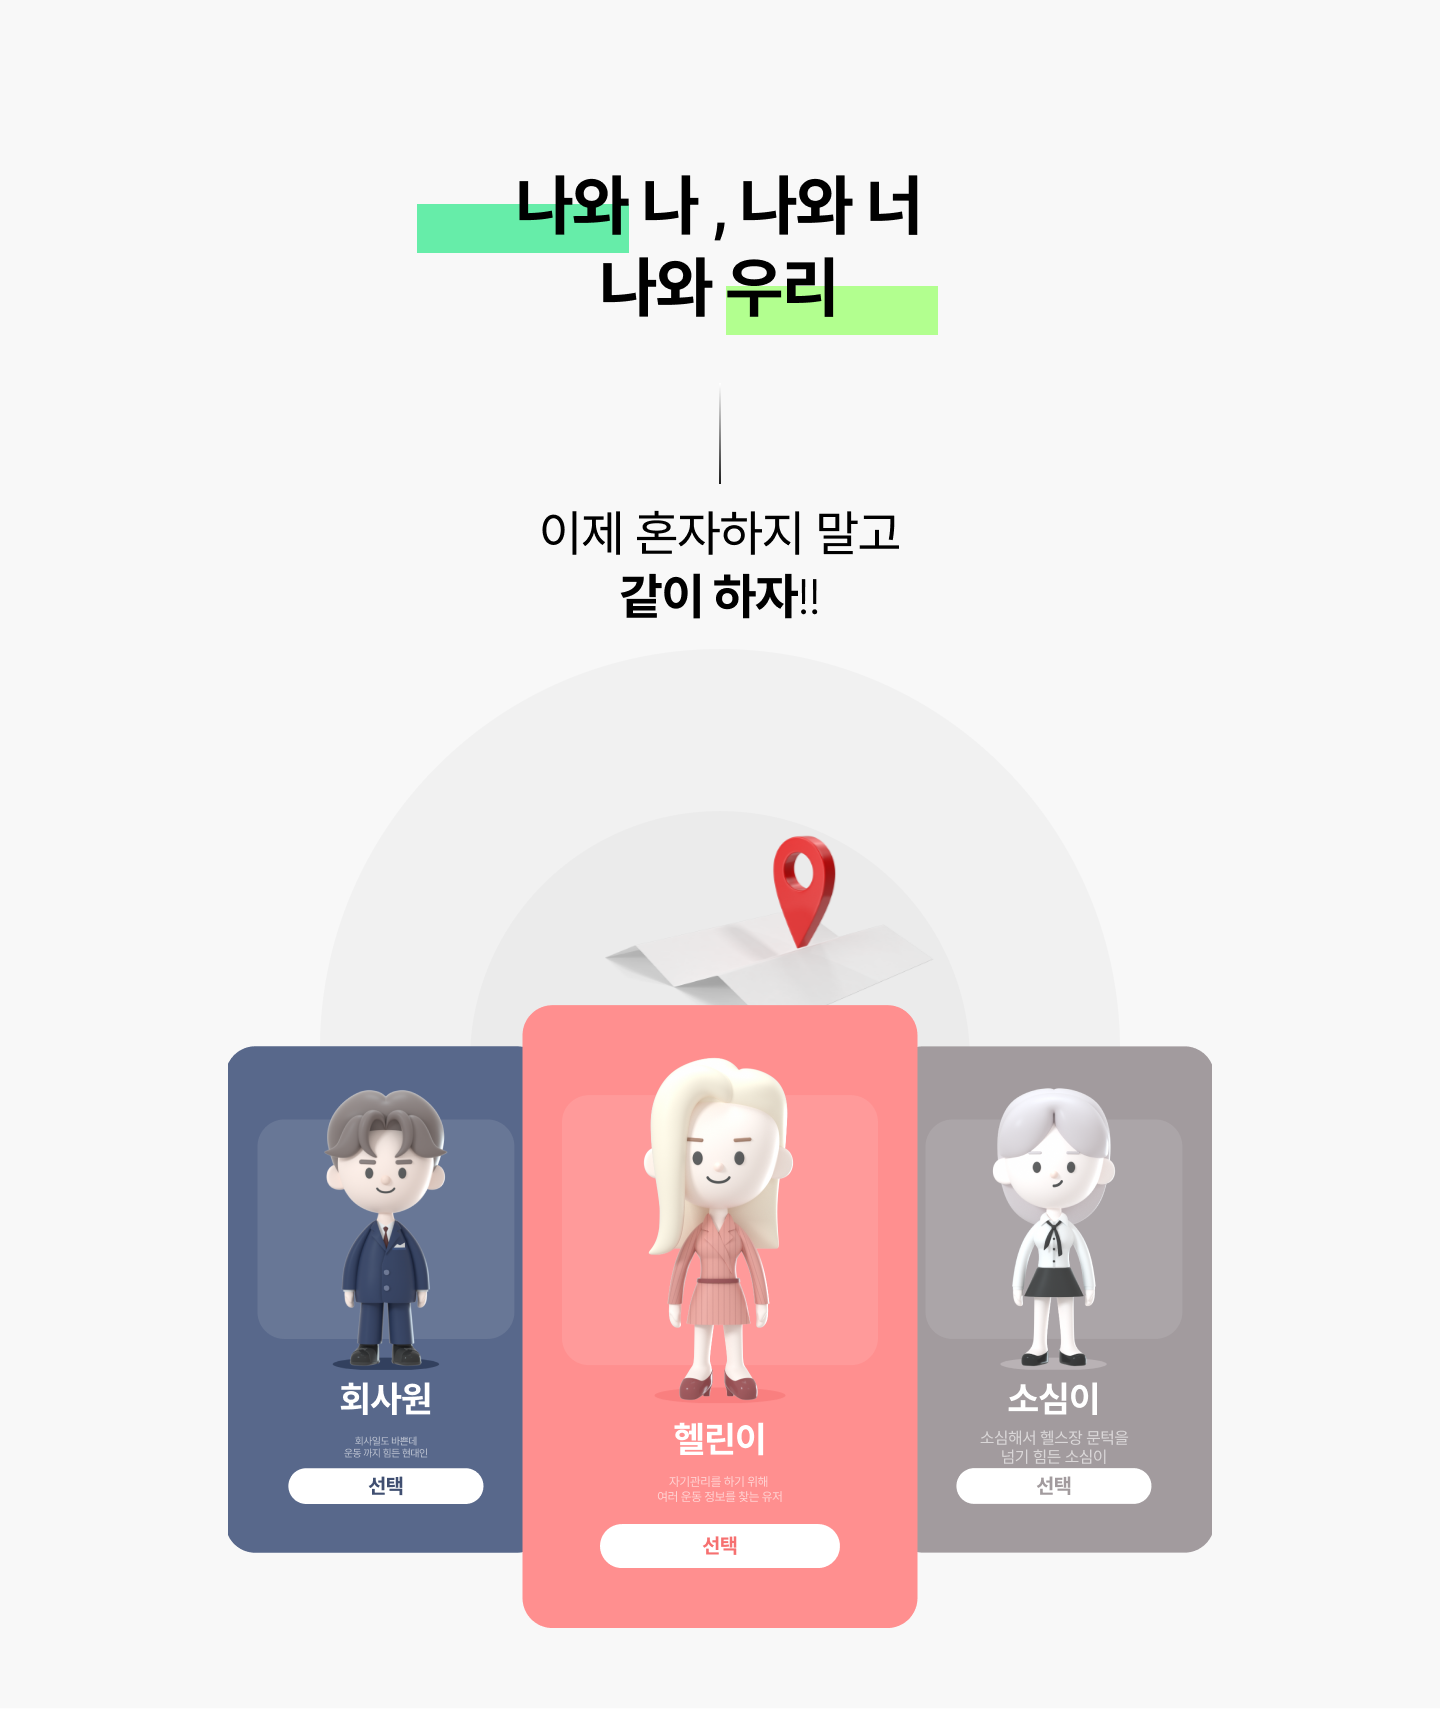 나와 나 , 나와 너
나와 우리
이제 혼자하지 말고
같이 하자!!
회사원
회사일도 바쁜데
운동 까지 힘든 현대인
선택
헬린이
자기관리를 하기 위해
여러 운동 정보를 찾는 유저
선택
소심이
소심해서 헬스장 문턱을
넘기 힘든 소심이
선택